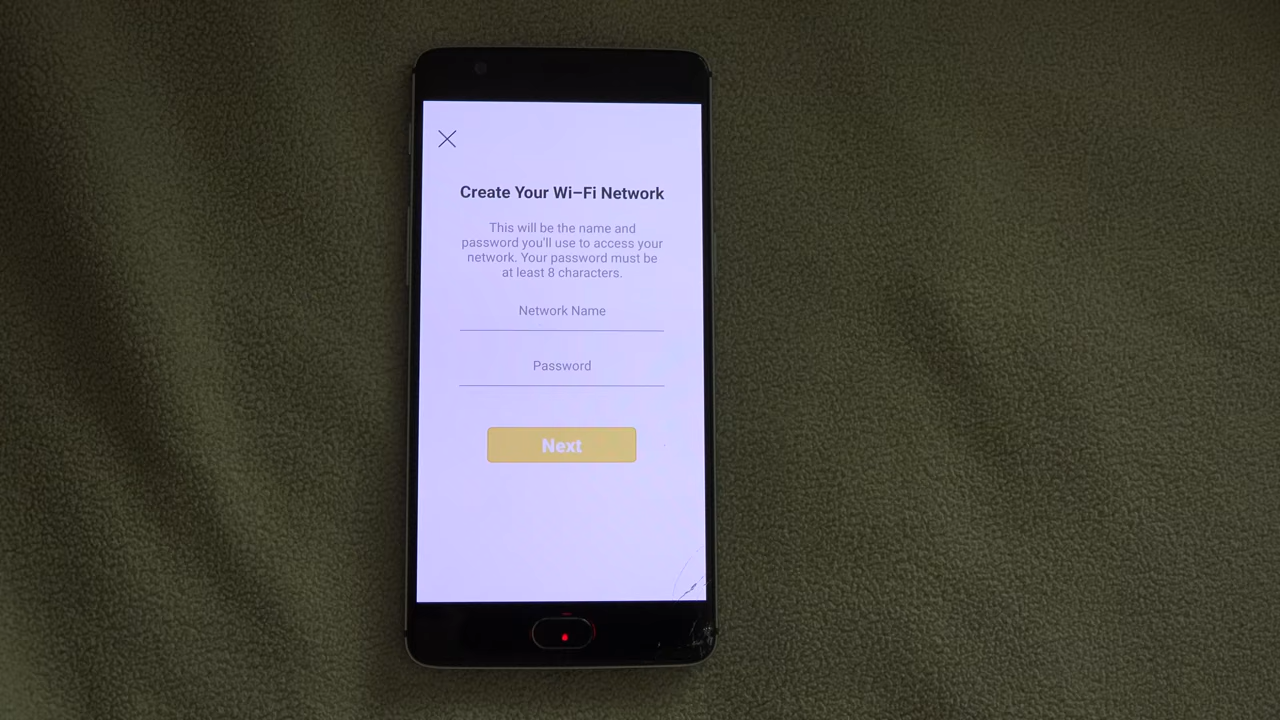 Create Your Wi-Fi Network
This will be the name and
password you'll use to access your
network. Your password must be
at least 8 characters.
Network Name
Password
Next